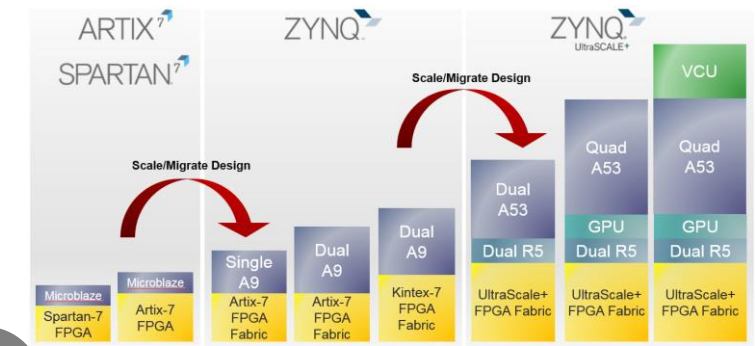 ARTIX⁷
SPARTAN⁷
ZYNQ
ZYNQ
UltraSCALE+
Scale/Migrate Design
Scale/Migrate Design
Microblaze
Spartan-7
FPGA
Microblaze
Artix-7
FPGA
Single
A9
Artix-7
FPGA
Fabric
Dual
A9
Artix-7
FPGA
Fabric
Dual
A9
Kintex-7
FPGA
Fabric
Dual
A53
Dual R5
UltraScale+
FPGA Fabric
Quad
A53
GPU
Dual R5
UltraScale+
FPGA Fabric
VCU
Quad
A53
GPU
Dual R5
UltraScale+
FPGA Fabric